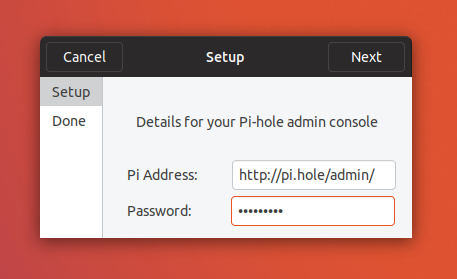 Cancel Setup Next
Setup
Done
Details for your Pi-hole admin console
Pi Address: http://pi.hole/admin/
Password: •••••••••